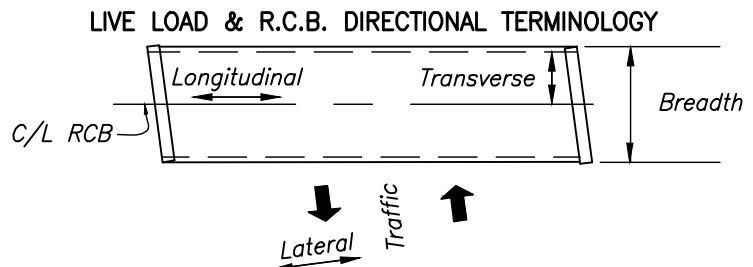 LIVE LOAD & R.C.B. DIRECTIONAL TERMINOLOGY
Longitudinal
Transverse
Breadth
C/L RCB
Traffic
Lateral